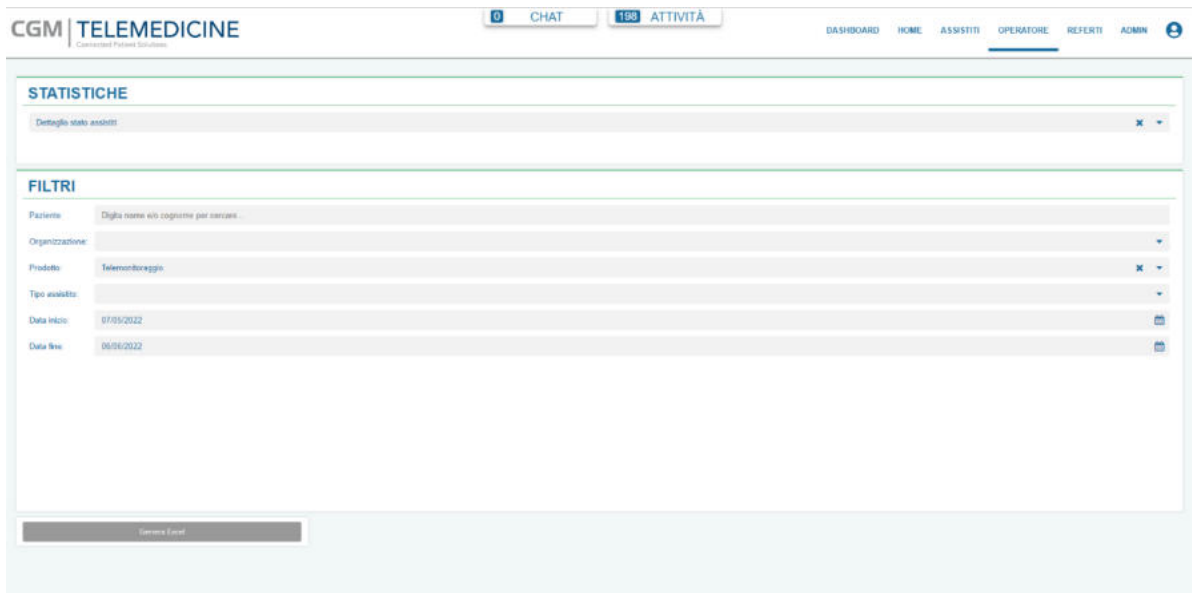 CGM TELEMEDICINE
Connected Patient Solutions
0 CHAT
198 ATTIVITÀ
DASHBOARD HOME ASSISTITI OPERATORE REFERTI ADMIN
STATISTICHE
Dettaglio stato assistiti
FILTRI
Paziente Digita nome e/o cognome per cercare...
Organizzazione:
Prodotto Telemonitoraggio
Tipo assistito:
Data inizio: 07/05/2022
Data fine: 06/06/2022
Genera Excel